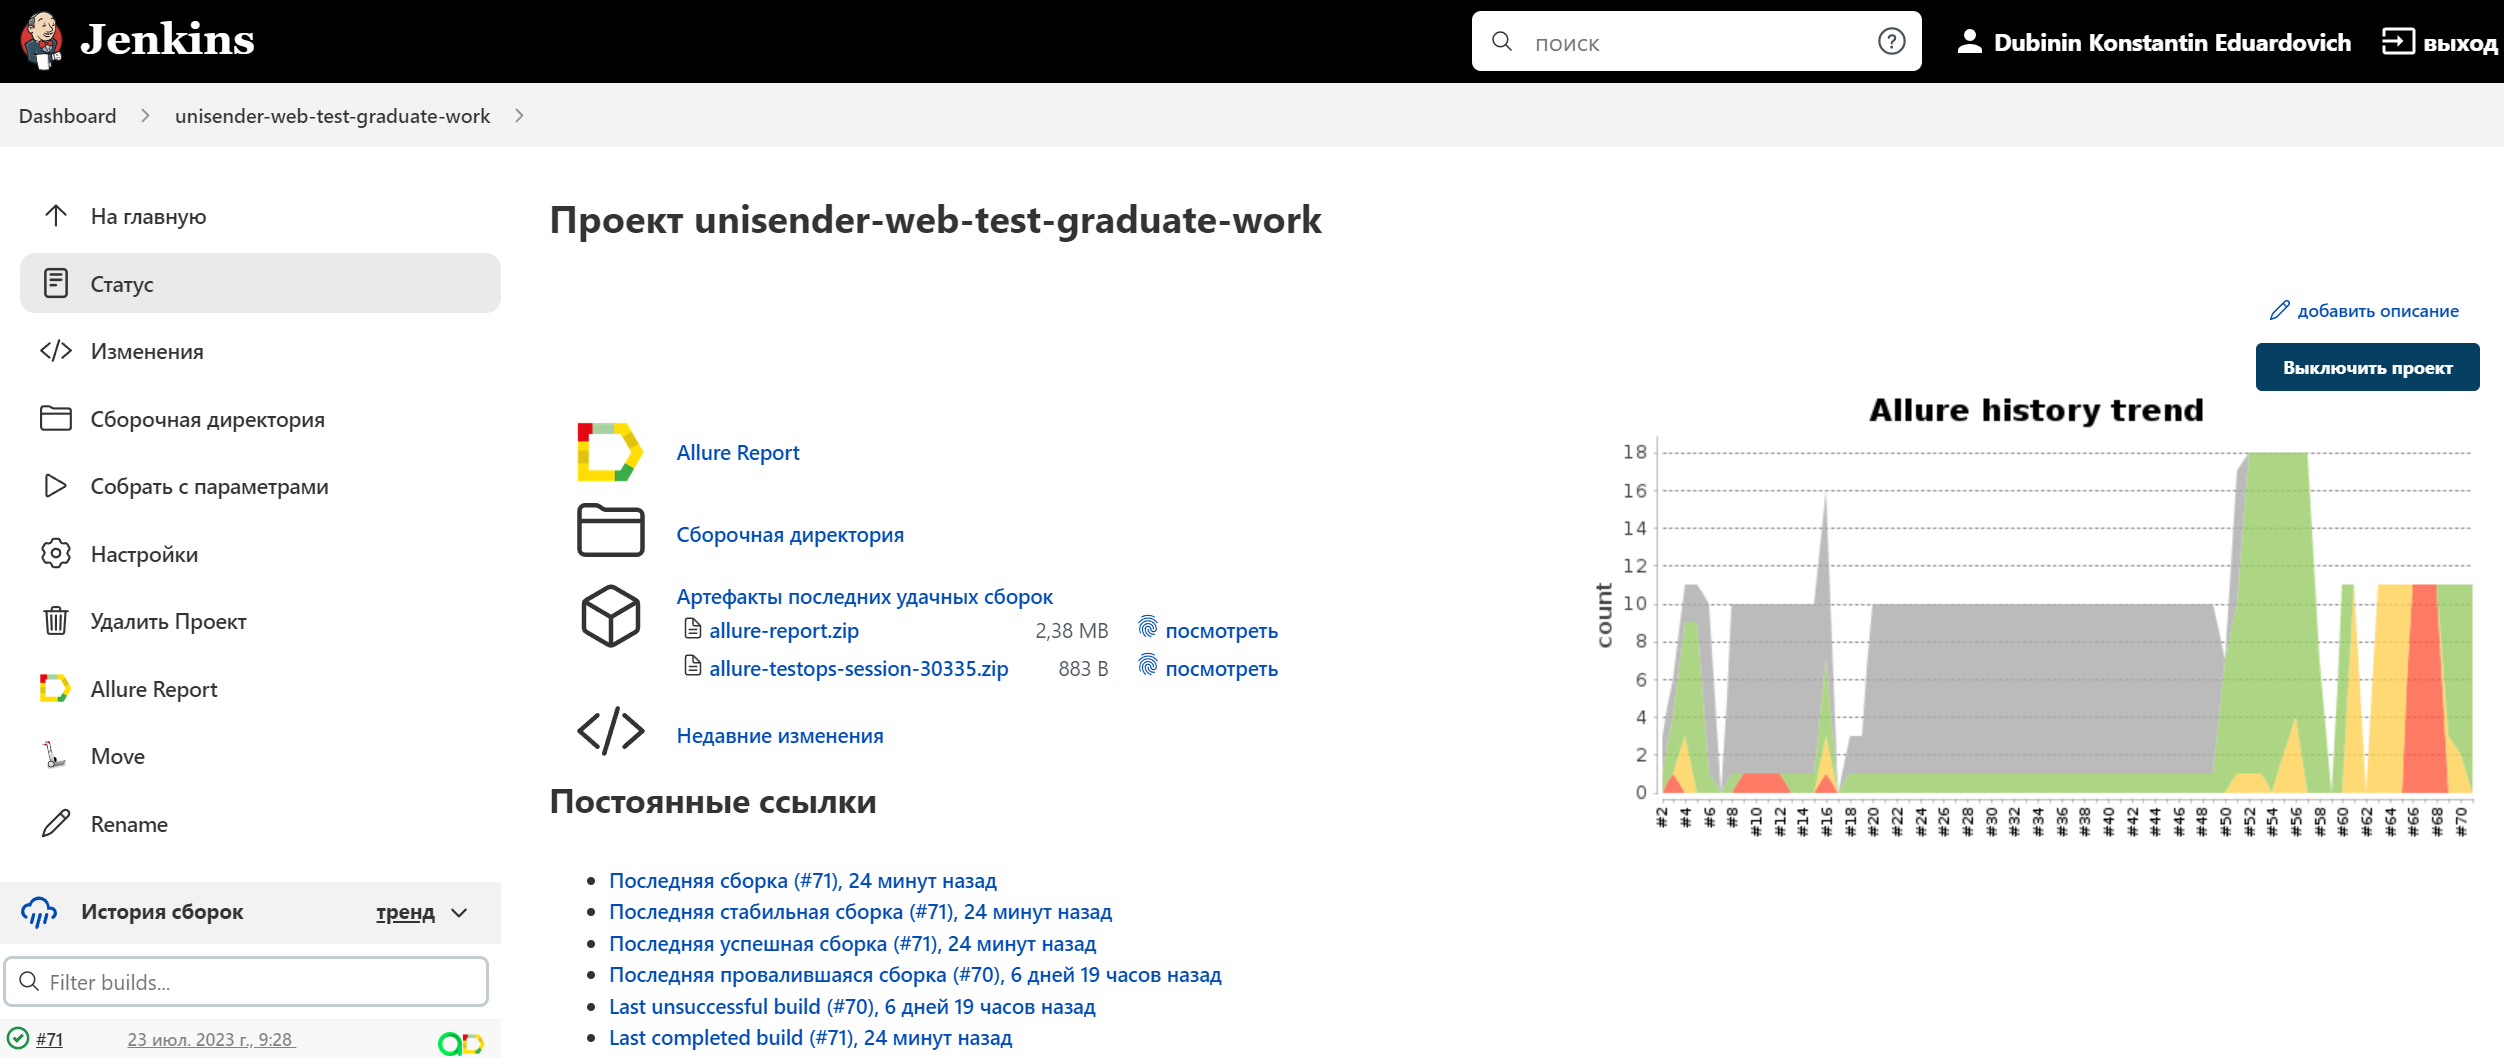 Jenkins
поиск
Dubinin Konstantin Eduardovich
выход
Dashboard
unisender-web-test-graduate-work
На главную
Статус
Изменения
Сборочная директория
Собрать с параметрами
Настройки
Удалить Проект
Allure Report
Move
Rename
История сборок
тренд
Filter builds...
#71
23 июл. 2023 г., 9:28
Проект unisender-web-test-graduate-work
добавить описание
Выключить проект
Allure Report
Сборочная директория
Артефакты последних удачных сборок
allure-report.zip 2,38 MB посмотреть
allure-testops-session-30335.zip 883 B посмотреть
Недавние изменения
Allure history trend
count
18
16
14
12
10
8
6
4
2
0
#2 #4 #6 #8 #10 #12 #14 #16 #18 #20 #22 #24 #26 #28 #30 #32 #34 #36 #38 #40 #42 #44 #46 #48 #50 #52 #54 #56 #58 #60 #62 #64 #66 #68 #70
Постоянные ссылки
Последняя сборка (#71), 24 минут назад
Последняя стабильная сборка (#71), 24 минут назад
Последняя успешная сборка (#71), 24 минут назад
Последняя провалившаяся сборка (#70), 6 дней 19 часов назад
Last unsuccessful build (#70), 6 дней 19 часов назад
Last completed build (#71), 24 минут назад